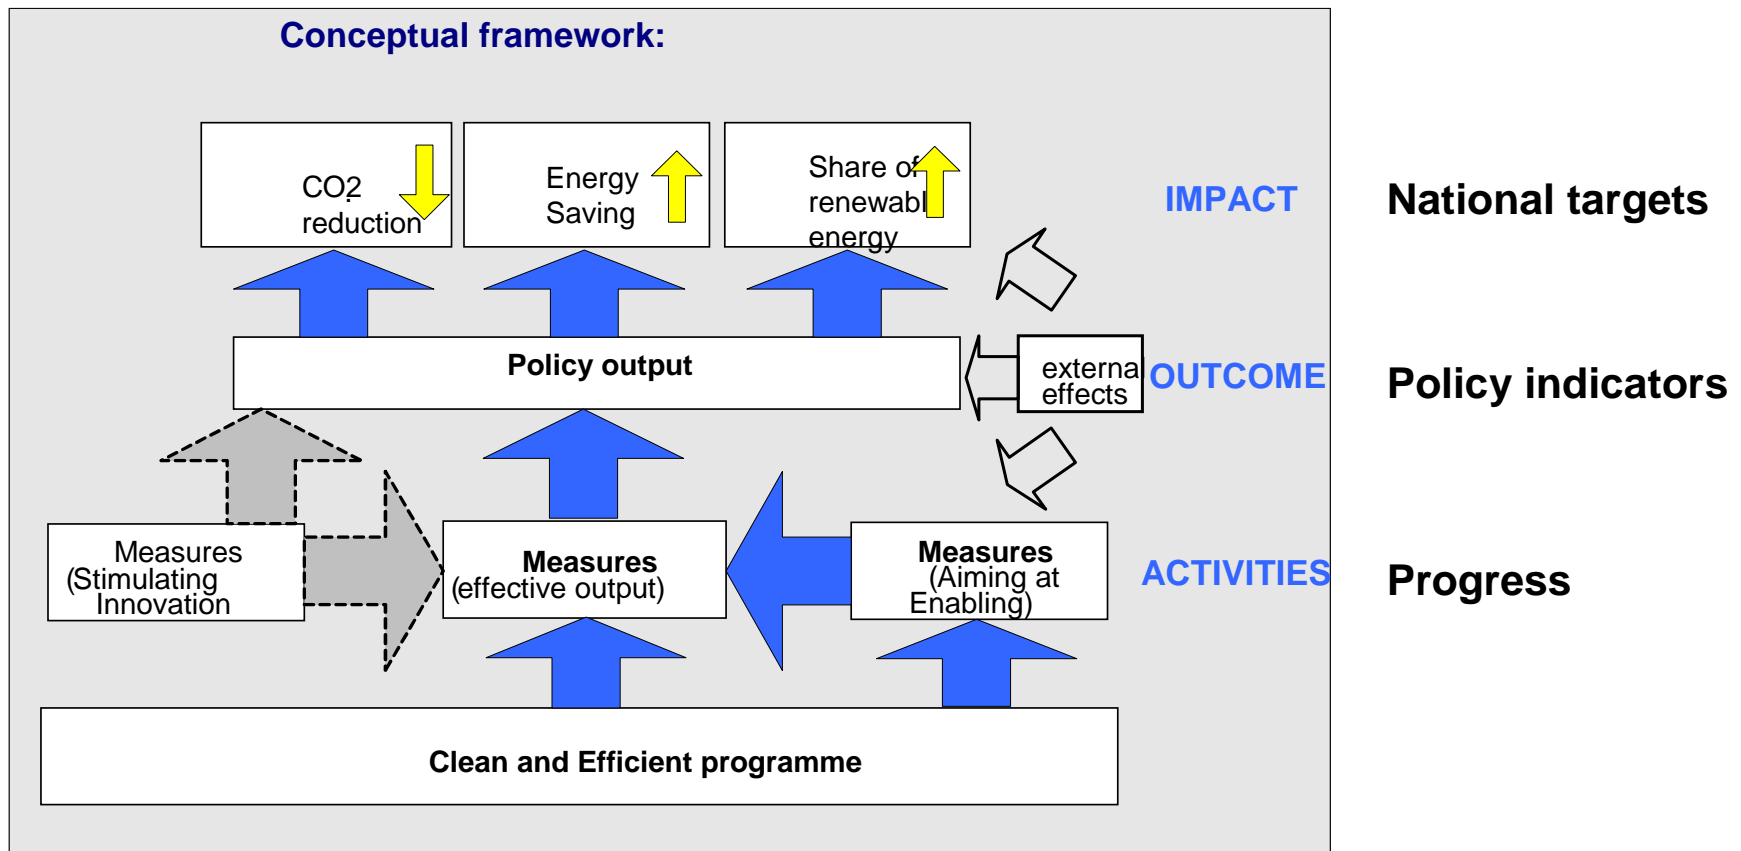 Conceptual framework:
CO2
reduction
Energy
Saving
Share of
renewabl
energy
IMPACT
National targets
Policy output
external
effects
OUTCOME
Policy indicators
Measures
(Stimulating
Innovation
Measures
(effective output)
Measures
(Aiming at
Enabling)
ACTIVITIES
Progress
Clean and Efficient programme